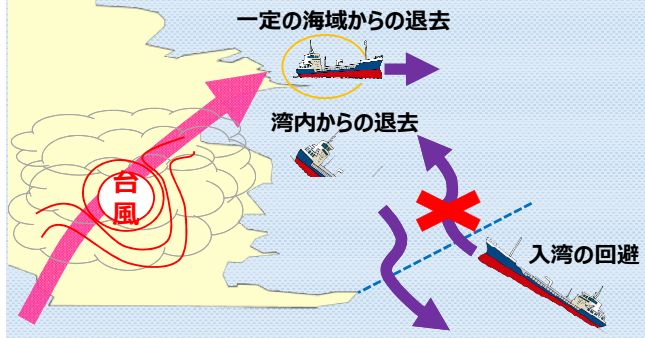 一定の海域からの退去
湾内からの退去
台
風
入湾の回避